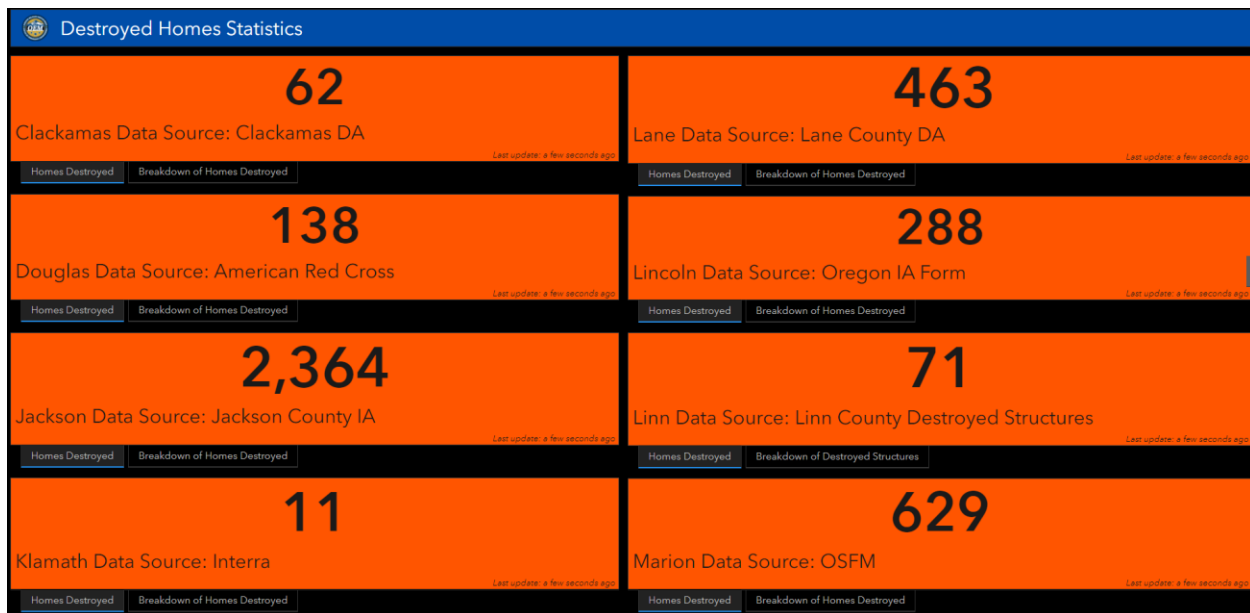 Destroyed Homes Statistics
62
Clackamas Data Source: Clackamas DA
Last update: a few seconds ago
Homes Destroyed Breakdown of Homes Destroyed
463
Lane Data Source: Lane County DA
Last update: a few seconds ago
Homes Destroyed Breakdown of Homes Destroyed
138
Douglas Data Source: American Red Cross
Last update: a few seconds ago
Homes Destroyed Breakdown of Homes Destroyed
288
Lincoln Data Source: Oregon IA Form
Last update: a few seconds ago
Homes Destroyed Breakdown of Homes Destroyed
2,364
Jackson Data Source: Jackson County IA
Last update: a few seconds ago
Homes Destroyed Breakdown of Homes Destroyed
71
Linn Data Source: Linn County Destroyed Structures
Last update: a few seconds ago
Homes Destroyed Breakdown of Destroyed Structures
11
Klamath Data Source: Interra
Last update: a few seconds ago
Homes Destroyed Breakdown of Homes Destroyed
629
Marion Data Source: OSFM
Last update: a few seconds ago
Homes Destroyed Breakdown of Homes Destroyed